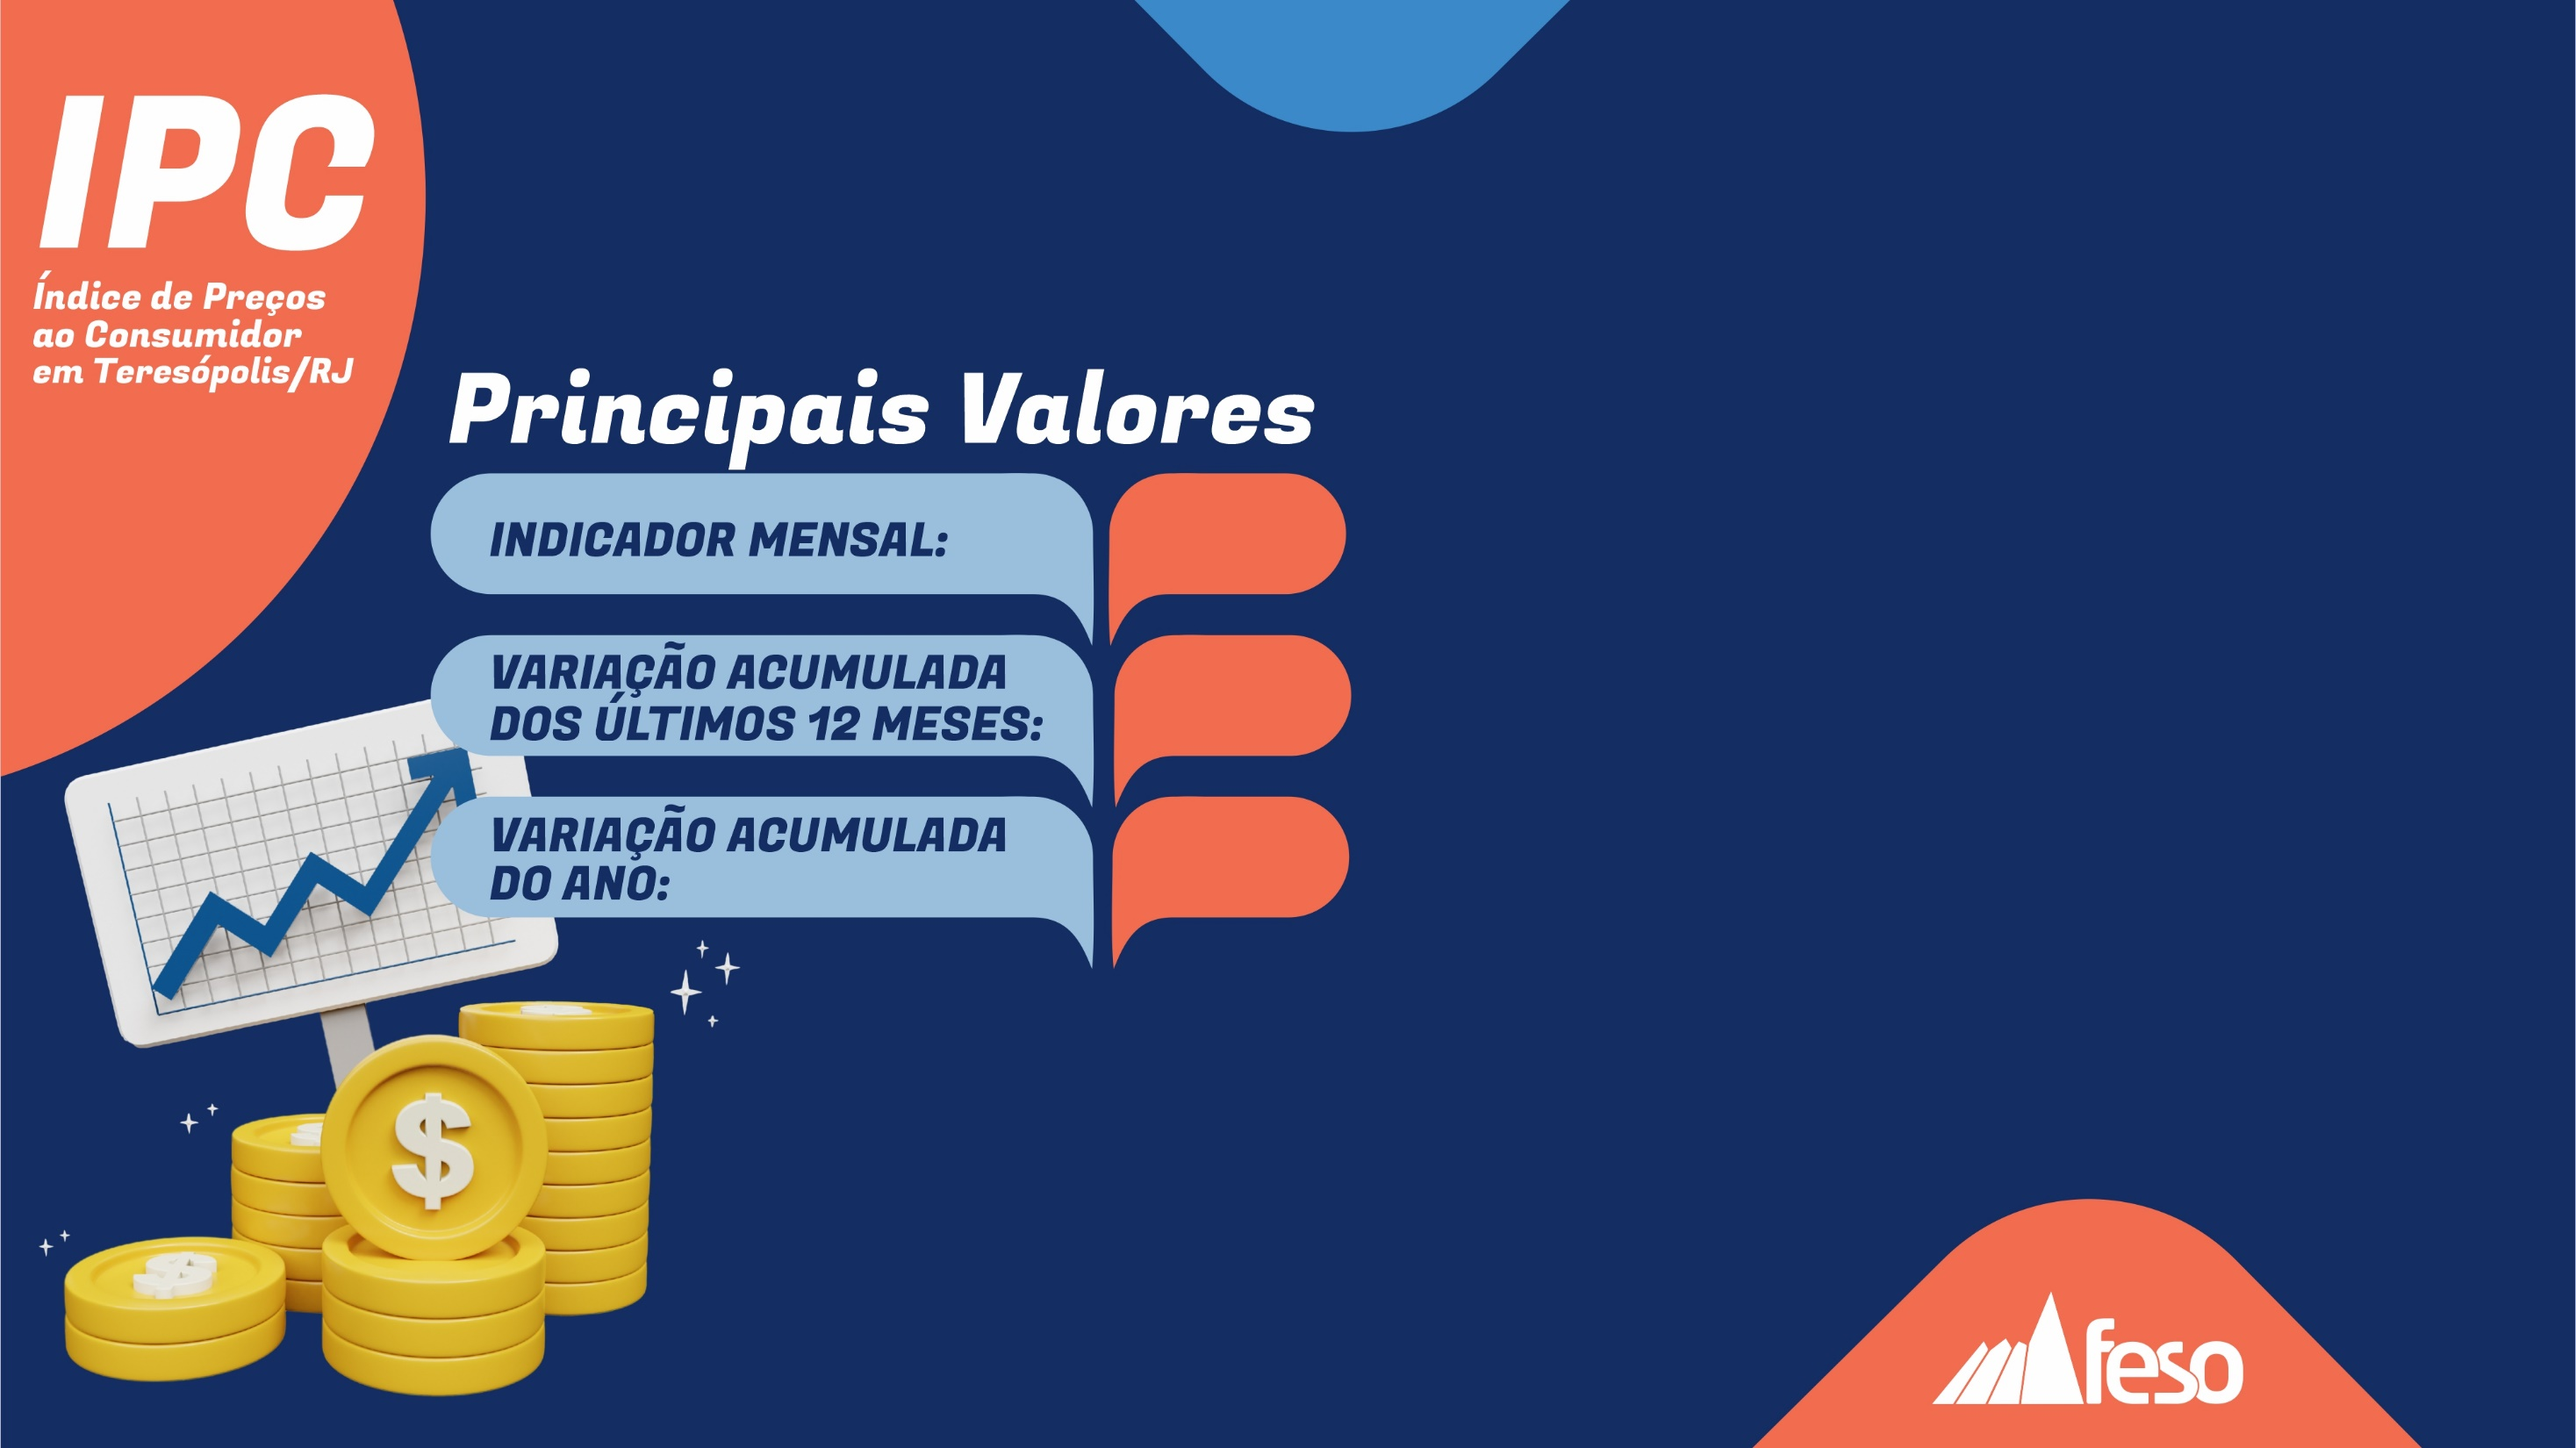 IPC
Índice de Preços
ao Consumidor
em Teresópolis/RJ
Principais Valores
INDICADOR MENSAL:
VARIAÇÃO ACUMULADA
DOS ÚLTIMOS 12 MESES:
VARIAÇÃO ACUMULADA
DO ANO:
$
$
feso